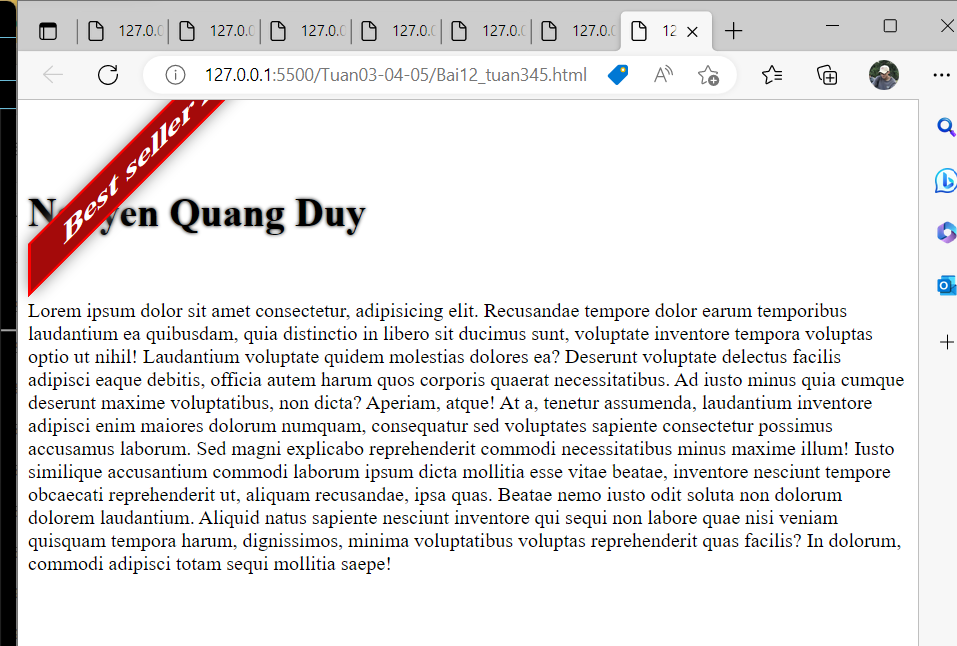 127.0.0
127.0.0
127.0.0
127.0.0
127.0.0
127.0.0
12
127.0.0.1:5500/Tuan03-04-05/Bai12_tuan345.html
Best seller
Nguyen Quang Duy
Lorem ipsum dolor sit amet consectetur, adipisicing elit. Recusandae tempore dolor earum temporibus
laudantium ea quibusdam, quia distinctio in libero sit ducimus sunt, voluptate inventore tempora voluptas
optio ut nihil! Laudantium voluptate quidem molestias dolores ea? Deserunt voluptate delectus facilis
adipisci eaque debitis, officia autem harum quos corporis quaerat necessitatibus. Ad iusto minus quia cumque
deserunt maxime voluptatibus, non dicta? Aperiam, atque! At a, tenetur assumenda, laudantium inventore
adipisci enim maiores dolorum numquam, consequatur sed voluptates sapiente consectetur possimus
accusamus laborum. Sed magni explicabo reprehenderit commodi necessitatibus minus maxime illum! Iusto
similique accusantium commodi laborum ipsum dicta mollitia esse vitae beatae, inventore nesciunt tempore
obcaecati reprehenderit ut, aliquam recusandae, ipsa quas. Beatae nemo iusto odit soluta non dolorum
dolorem laudantium. Aliquid natus sapiente nesciunt inventore qui sequi non labore quae nisi veniam
quisquam tempora harum, dignissimos, minima voluptatibus voluptas reprehenderit quas facilis? In dolorum,
commodi adipisci totam sequi mollitia saepe!